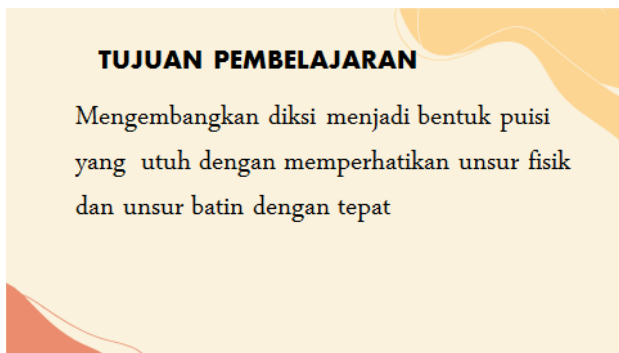 TUJUAN PEMBELAJARAN
Mengembangkan diksi menjadi bentuk puisi
yang utuh dengan memperhatikan unsur fisik
dan unsur batin dengan tepat